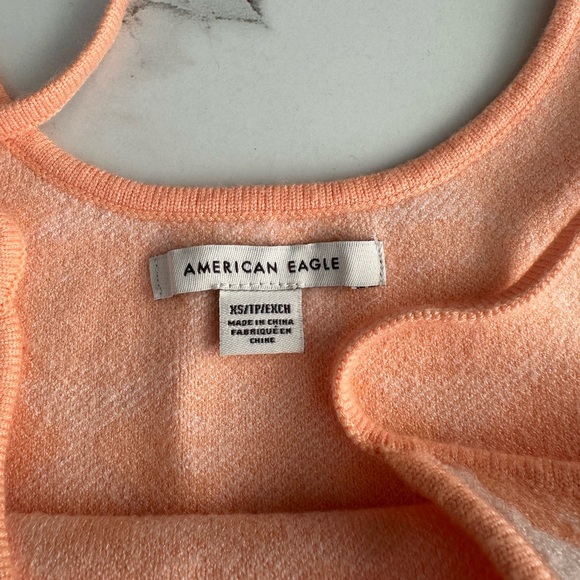 AMERICAN EAGLE
XS/TP/EXCH
MADE IN CHINA
FABRIQUÉ EN
CHINE